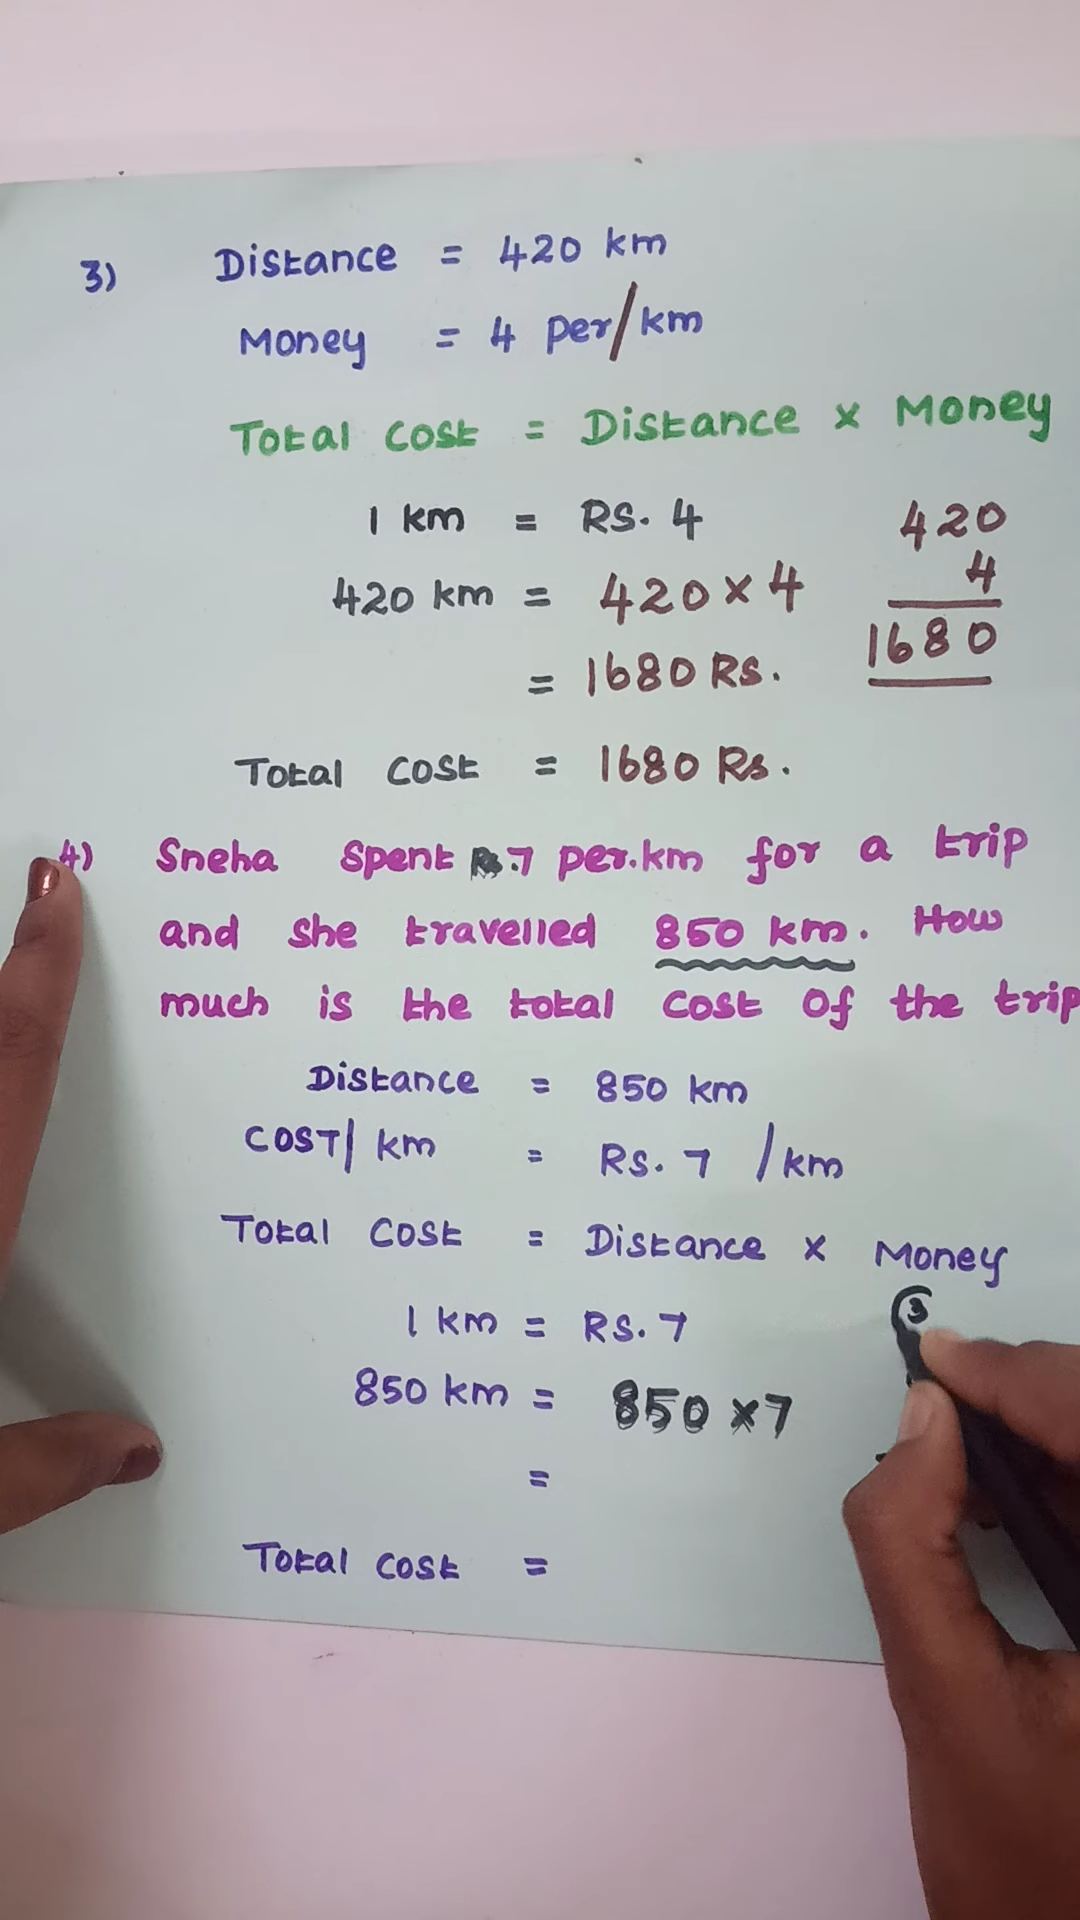 3) Distance = 420 km
Money = 4 per/km
Total cost = Distance x Money
1 km = RS. 4
420
420 km = 420 x 4
4
1680
= 1680 Rs.
Total cost = 1680 Rs.
4) Sneha spent Rs.7 per.km for a trip
and she travelled 850 km. How
much is the total cost of the trip
Distance = 850 km
COST/ km = Rs. 7 /km
Total cost = Distance x Money
3
1 km = Rs. 7
850 km = 850 x 7
=
Total cost =